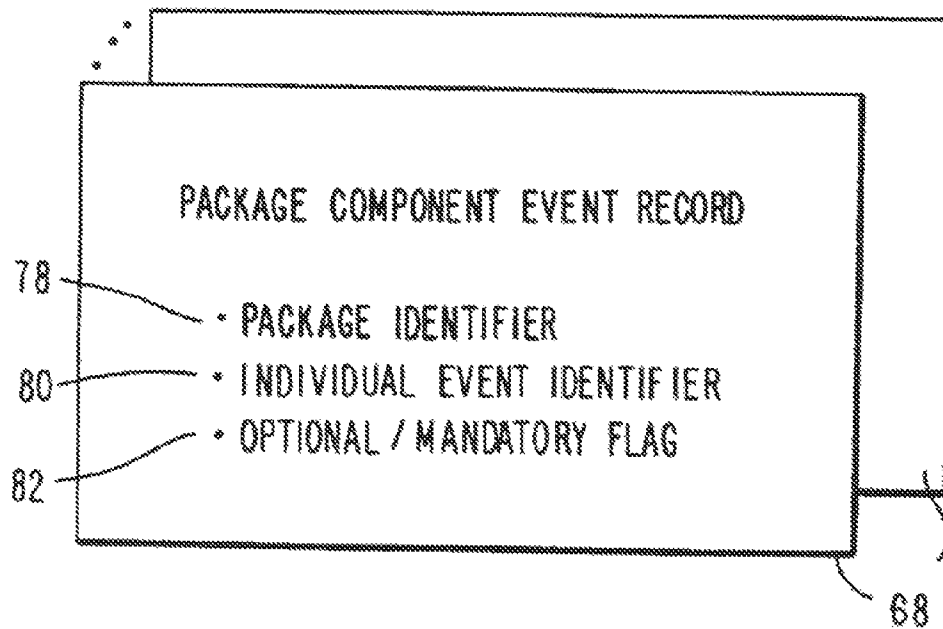 PACKAGE COMPONENT EVENT RECORD
78
• PACKAGE IDENTIFIER
80
• INDIVIDUAL EVENT IDENTIFIER
82
• OPTIONAL / MANDATORY FLAG
68